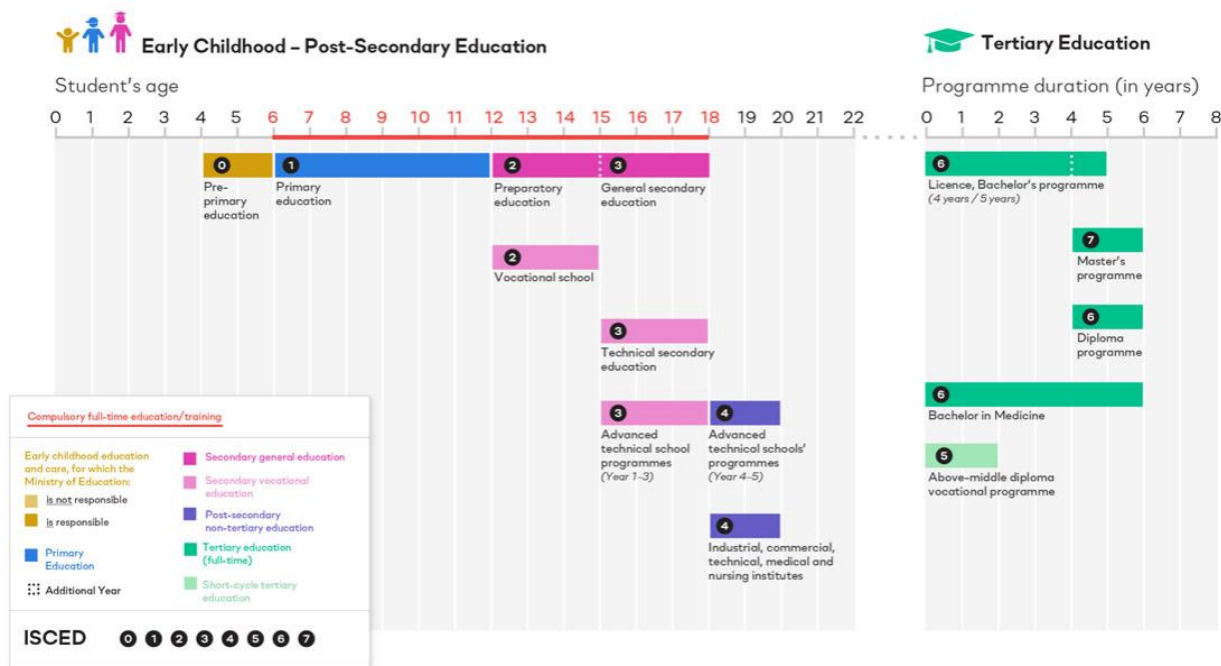 Early Childhood – Post-Secondary Education
Student's age
0 1 2 3 4 5 6 7 8 9 10 11 12 13 14 15 16 17 18 19 20 21 22
0
Pre-
primary
education
1
Primary
education
2
Preparatory
education
3
General secondary
education
2
Vocational school
3
Technical secondary
education
3
Advanced
technical school
programmes
(Year 1–3)
4
Advanced
technical schools'
programmes
(Year 4–5)
4
Industrial, commercial,
technical, medical and
nursing institutes
Tertiary Education
Programme duration (in years)
0 1 2 3 4 5 6 7 8
6
Licence, Bachelor's programme
(4 years / 5 years)
7
Master's
programme
6
Diploma
programme
6
Bachelor in Medicine
5
Above-middle diploma
vocational programme
Compulsory full-time education/training
Early childhood education
and care, for which the
Ministry of Education:
is not responsible
is responsible
Primary
Education
Additional Year
Secondary general education
Secondary vocational
education
Post-secondary
non-tertiary education
Tertiary education
(full-time)
Short-cycle tertiary
education
ISCED 0 1 2 3 4 5 6 7